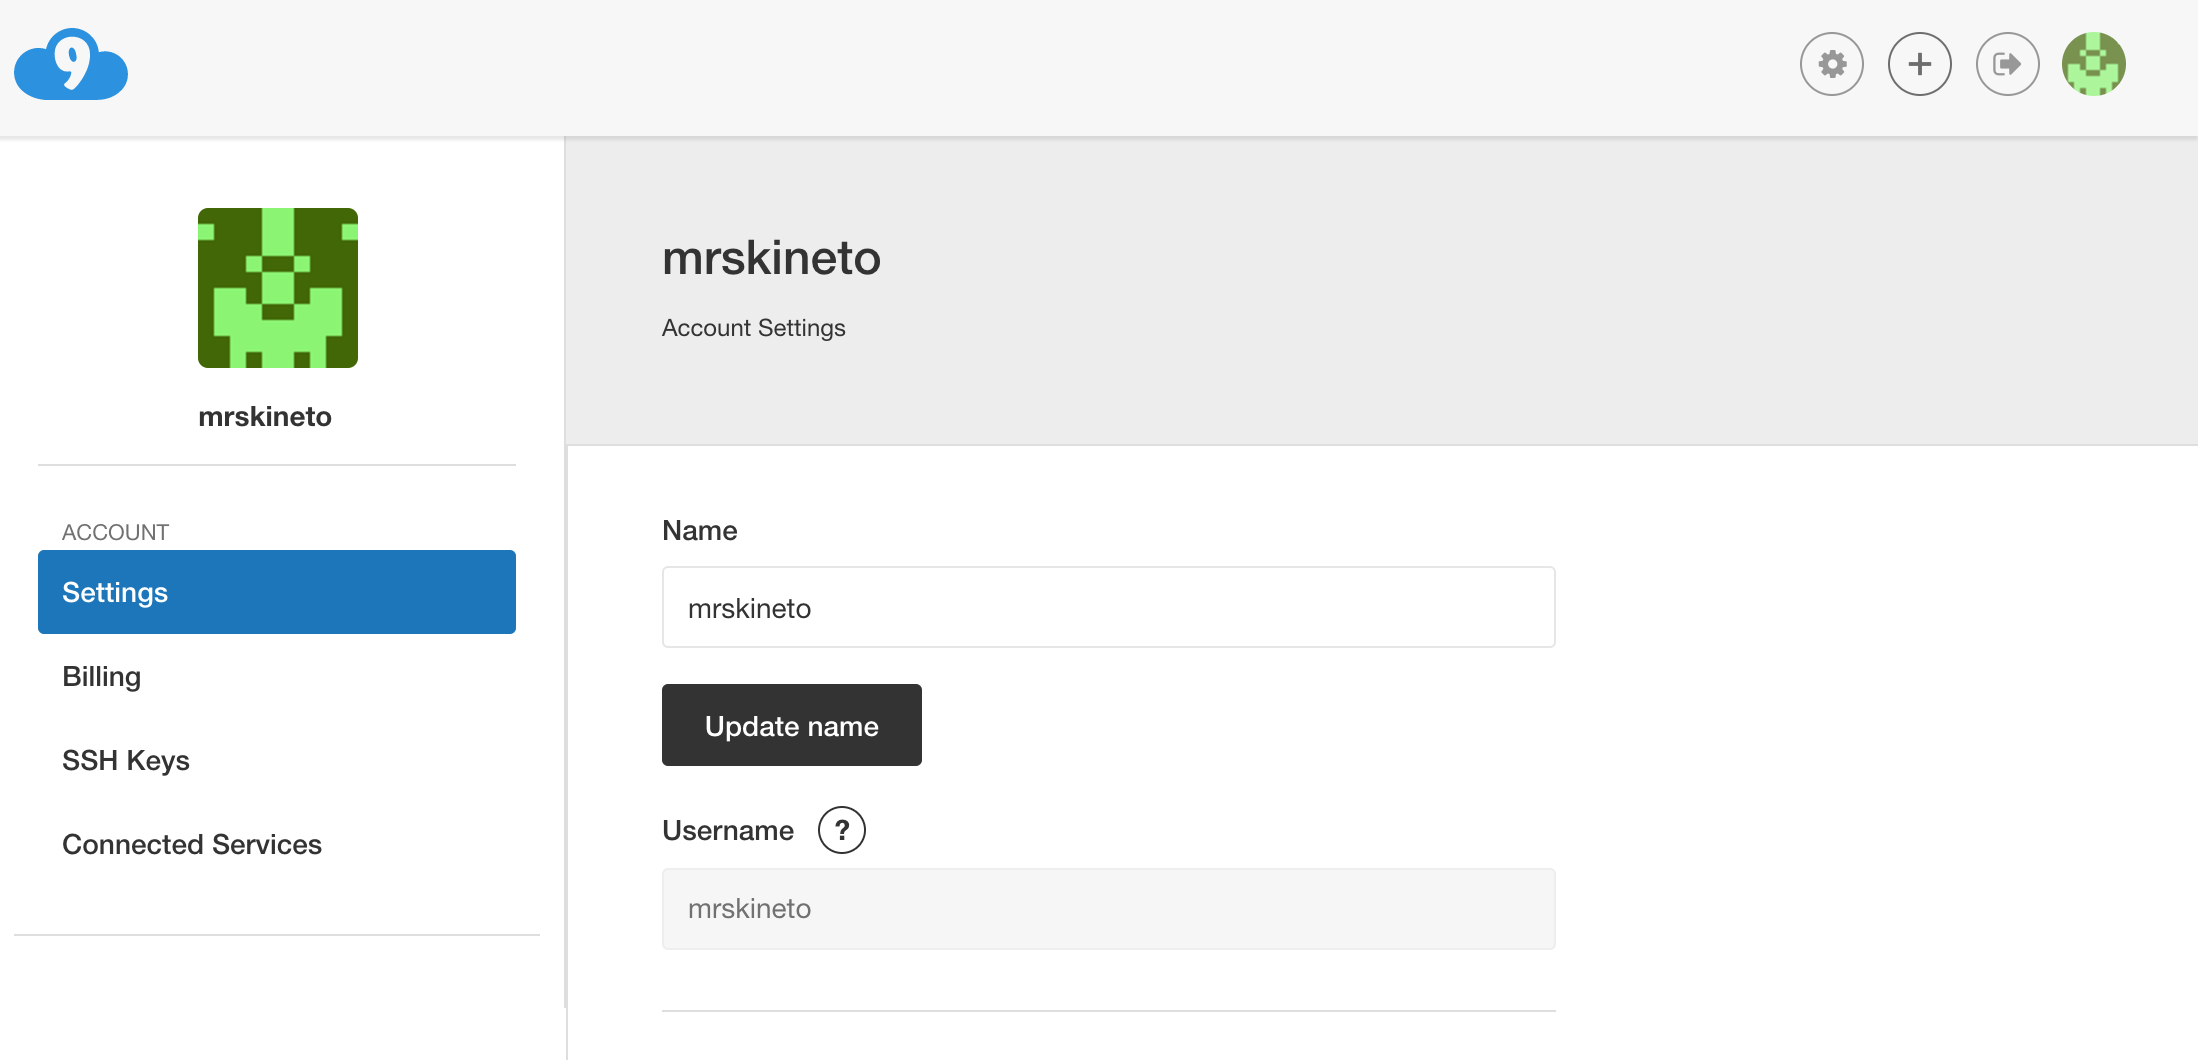 9
mrskineto
ACCOUNT
Settings
Billing
SSH Keys
Connected Services
mrskineto
Account Settings
Name
mrskineto
Update name
Username ?
mrskineto